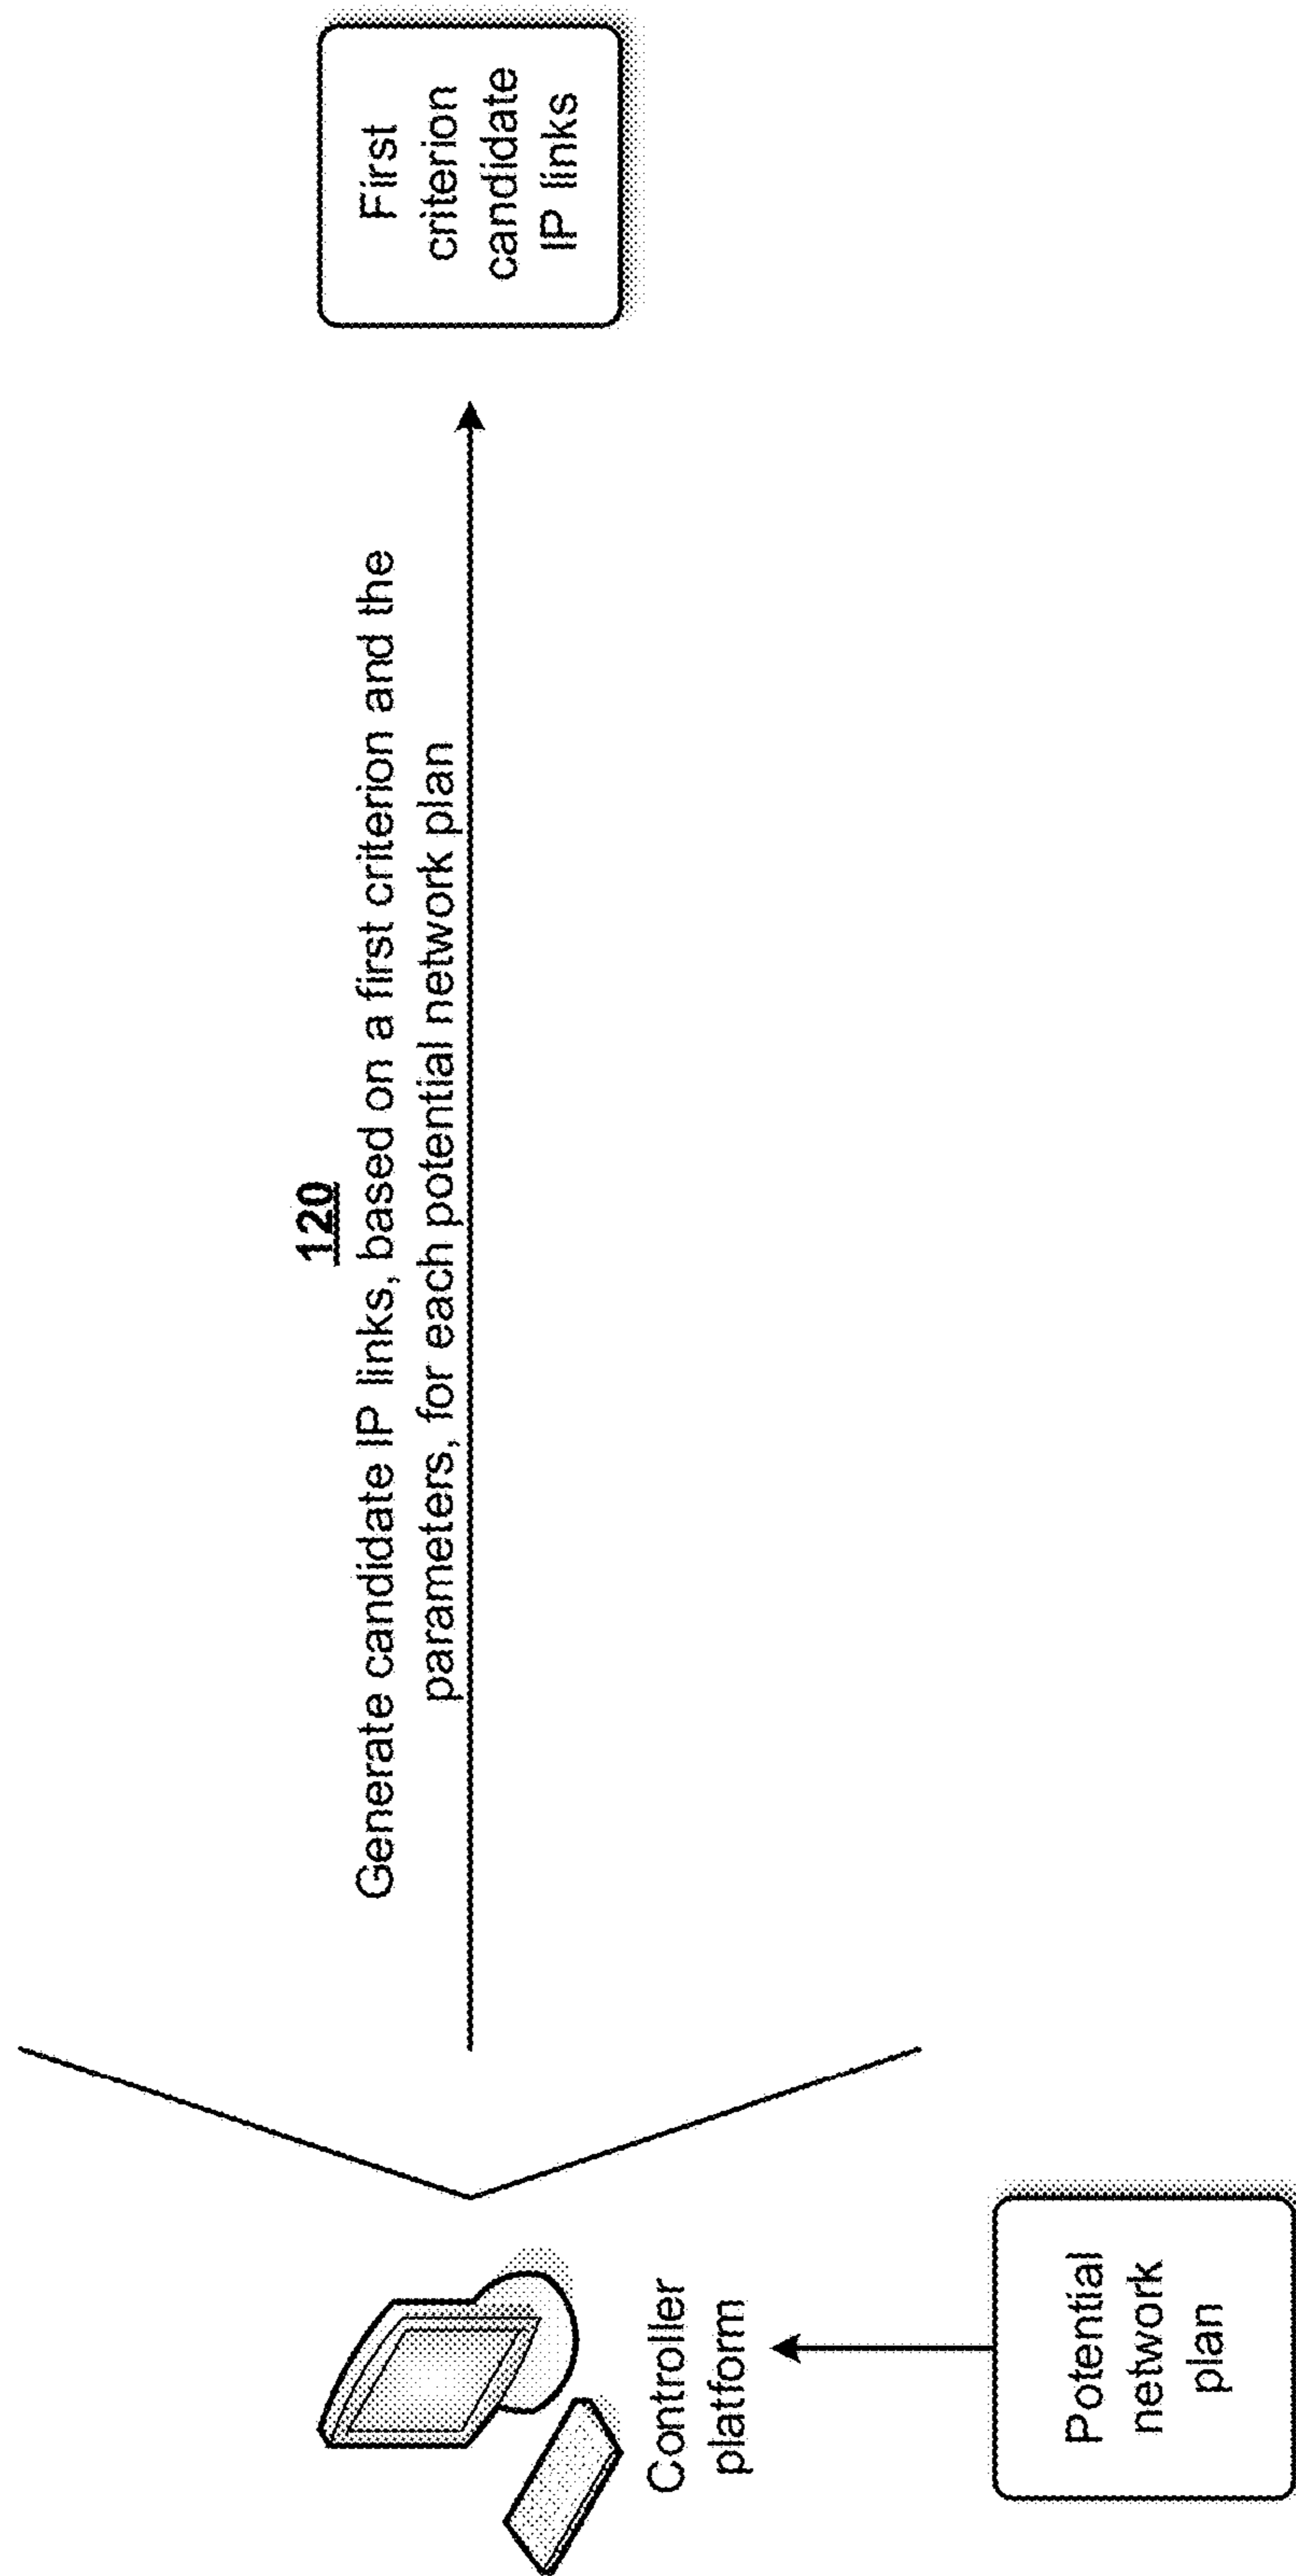 120
Generate candidate IP links, based on a first criterion and the
parameters, for each potential network plan
First
criterion
candidate
IP links
Controller
platform
Potential
network
plan